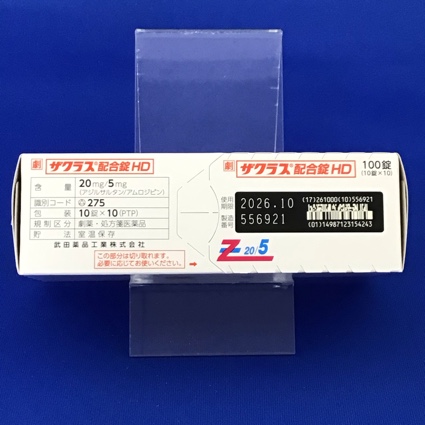 劇 ザクラス®配合錠HD
含量 20mg/5mg
(アジルサルタン/アムロジピン)
識別コード 275
包装 10錠×10(PTP)
規制区分 劇薬・処方箋医薬品
貯法 室温保存
武田薬品工業株式会社
この部分は切り取れます。
必要に応じてお使いください。→
劇 ザクラス®配合錠HD 100錠
(10錠×10)
使用期限 2026.10
製造番号 556921
(17)261000(10)556921
(01)14987123154243
Z 20/5